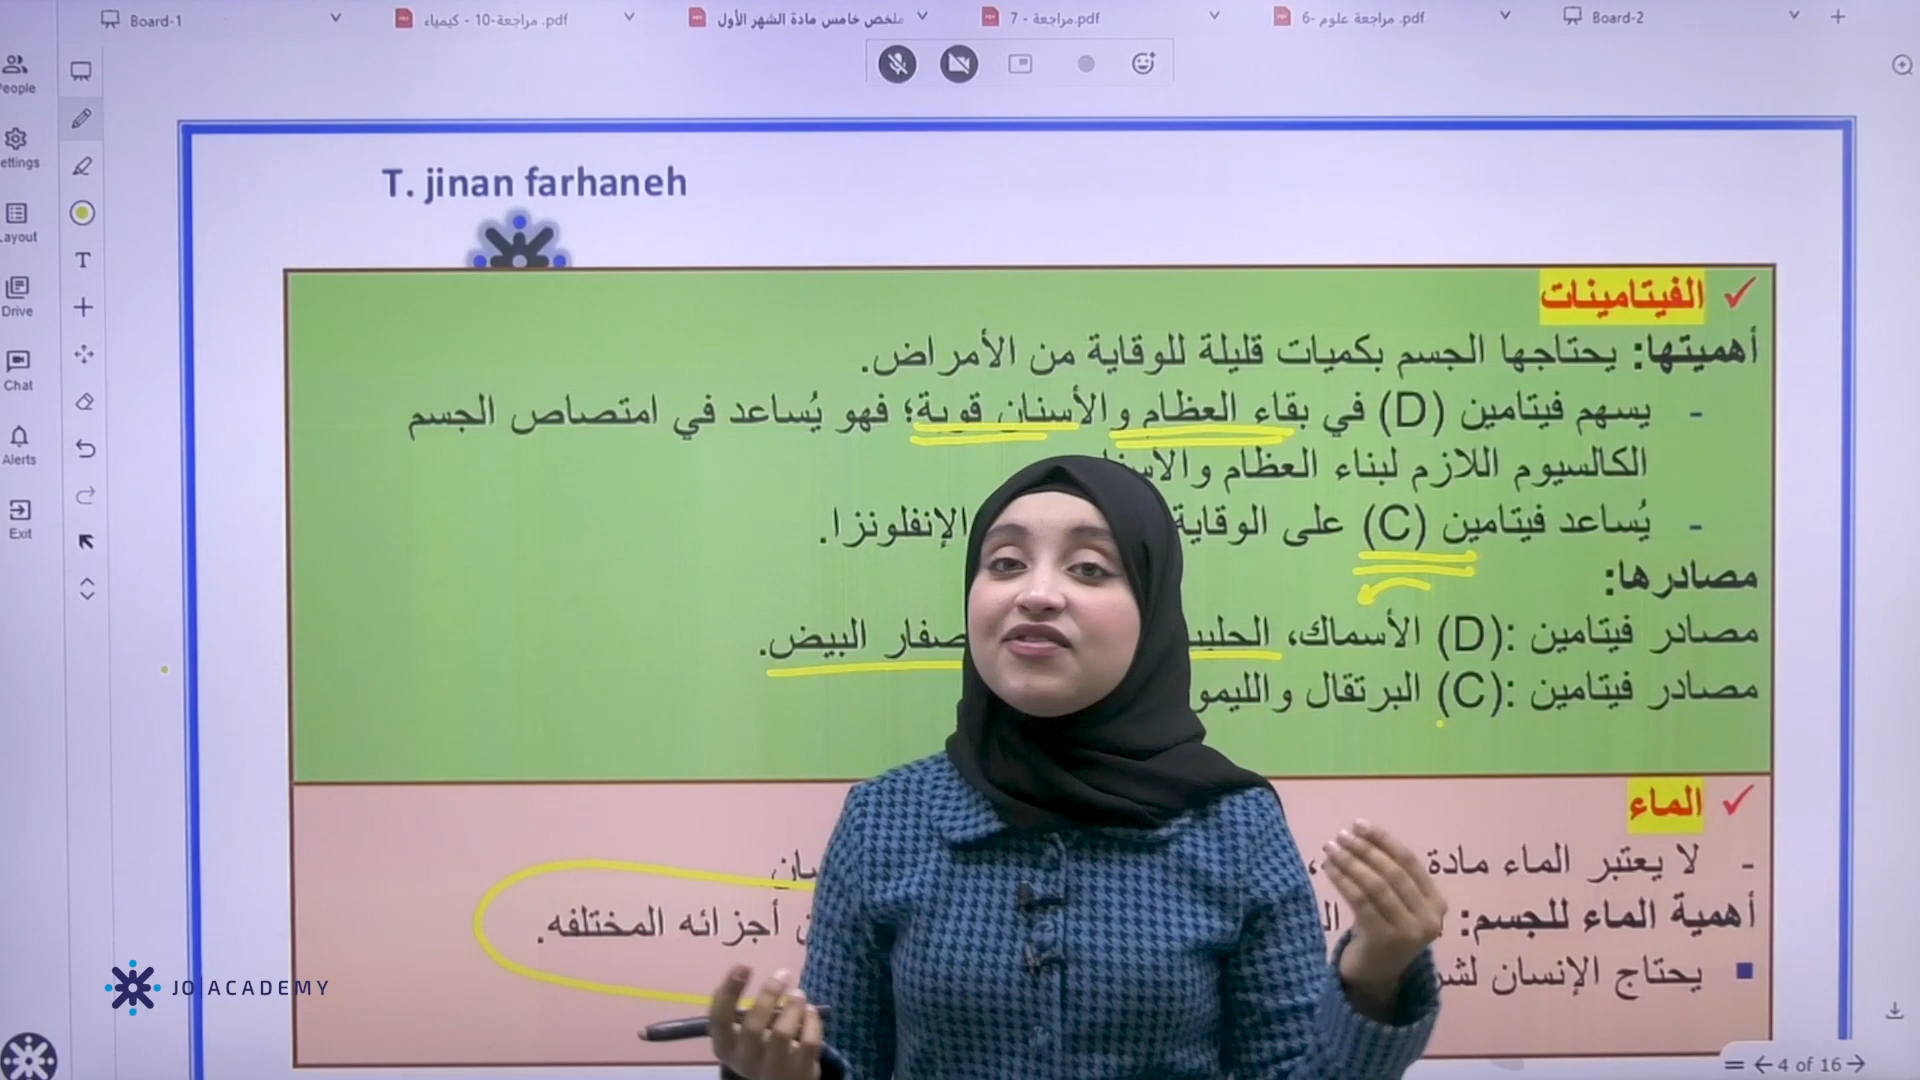 Board-1
مراجعة-10 - كيمياء .pdf
ملخص خامس مادة الشهر الأول
7 - مراجعة.pdf
6- مراجعة علوم .pdf
Board-2
People
Settings
Layout
Drive
Chat
Alerts
Exit
T
T. jinan farhaneh
✓ الفيتامينات
أهميتها: يحتاجها الجسم بكميات قليلة للوقاية من الأمراض.
- يسهم فيتامين (D) في بقاء العظام والأسنان قوية؛ فهو يُساعد في امتصاص الجسم
الكالسيوم اللازم لبناء العظام
- يُساعد فيتامين (C) على الوقاية الإنفلونزا.
مصادرها:
مصادر فيتامين :(D) الأسماك، صفار البيض.
مصادر فيتامين :(C) البرتقال
✓ الماء
- لا يعتبر الماء مادة
أهمية الماء للجسم: أجزائه المختلفه.
▪ يحتاج الإنسان
JO ACADEMY
4 of 16